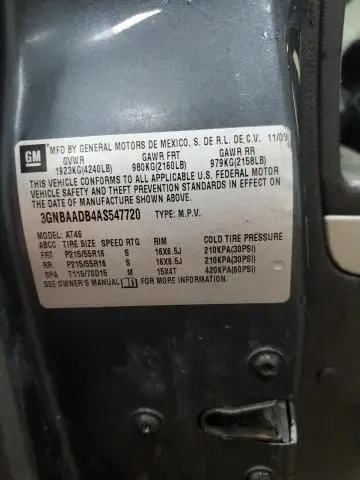 GM
MFD BY GENERAL MOTORS DE MEXICO, S. DE R.L. DE C.V. 11/09
GVWR GAWR FRT GAWR RR
1923KG(4240LB) 980KG(2160LB) 979KG(2158LB)
THIS VEHICLE CONFORMS TO ALL APPLICABLE U.S. FEDERAL MOTOR
VEHICLE SAFETY AND THEFT PREVENTION STANDARDS IN EFFECT ON
THE DATE OF MANUFACTURE SHOWN ABOVE.
3GNBAADB4AS547720 TYPE: M.P.V.
MODEL: AT46
ABCC TIRE SIZE SPEED RTG RIM COLD TIRE PRESSURE
FRT P215/55R16 S 16X6.5J 210KPA(30PSI)
RR P215/55R16 S 16X6.5J 210KPA(30PSI)
SPA T115/70D16 M 15X4T 420KPA(60PSI)
SEE OWNER'S MANUAL FOR ADDITIONAL INFORMATION.